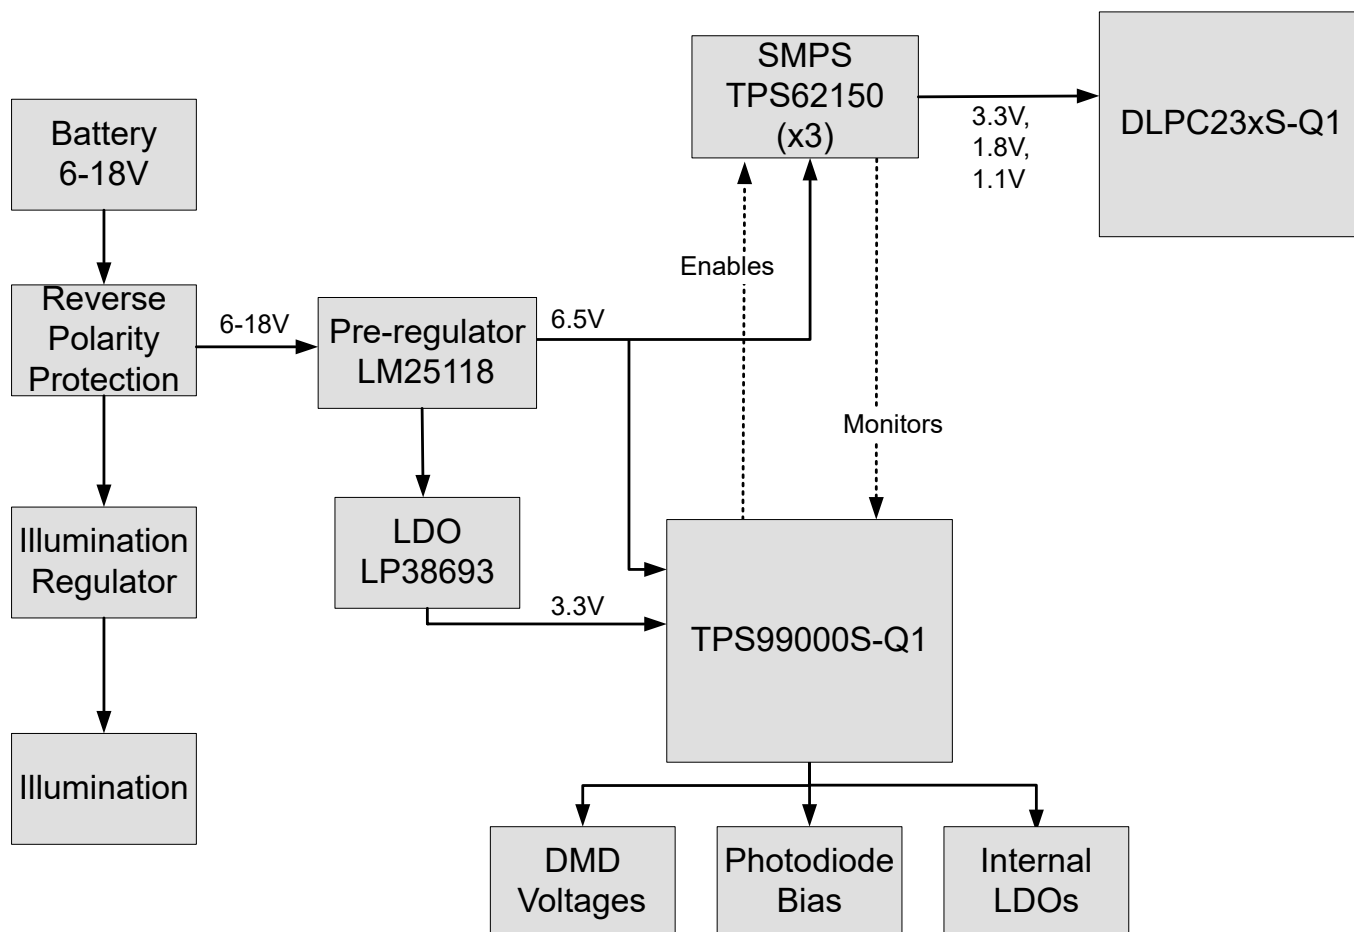 SMPS
TPS62150
(x3)
3.3V,
1.8V,
1.1V
DLPC23xS-Q1
Battery
6-18V
Enables
Reverse
Polarity
Protection
6-18V
Pre-regulator
LM25118
6.5V
Monitors
LDO
LP38693
3.3V
Illumination
Regulator
TPS99000S-Q1
Illumination
DMD
Voltages
Photodiode
Bias
Internal
LDOs